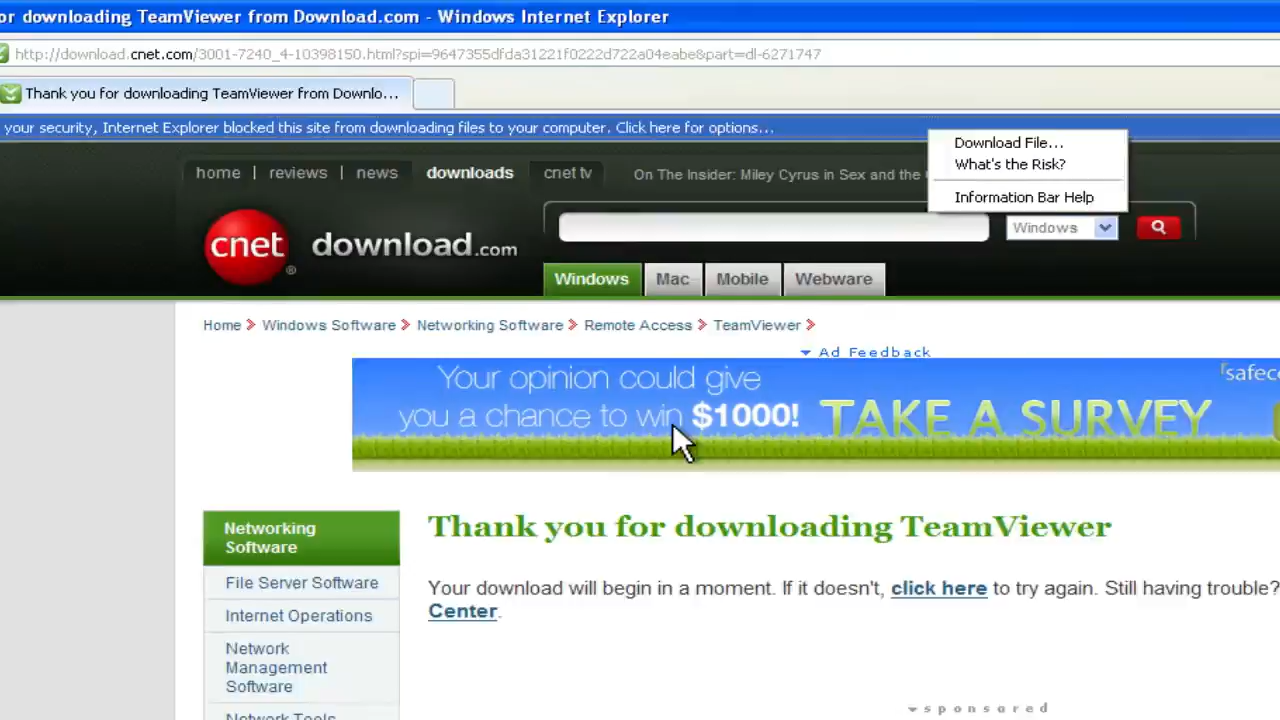 or downloading TeamViewer from Download.com - Windows Internet Explorer
http://download.cnet.com/3001-7240_4-10398150.html?spi=9647355dfda31221f0222d722a04eabe&part=dl-6271747
Thank you for downloading TeamViewer from Downlo...
your security, Internet Explorer blocked this site from downloading files to your computer. Click here for options...
Download File...
What's the Risk?
Information Bar Help
home | reviews | news downloads cnet tv On The Insider: Miley Cyrus in Sex and the
cnet download.com
Windows
Windows Mac Mobile Webware
Home Windows Software Networking Software Remote Access TeamViewer
Ad Feedback
Your opinion could give
you a chance to win $1000! TAKE A SURVEY
safec
Networking
Software
File Server Software
Internet Operations
Network
Management
Software
Network Tools
Thank you for downloading TeamViewer
Your download will begin in a moment. If it doesn't, click here to try again. Still having trouble?
Center.
sponsored